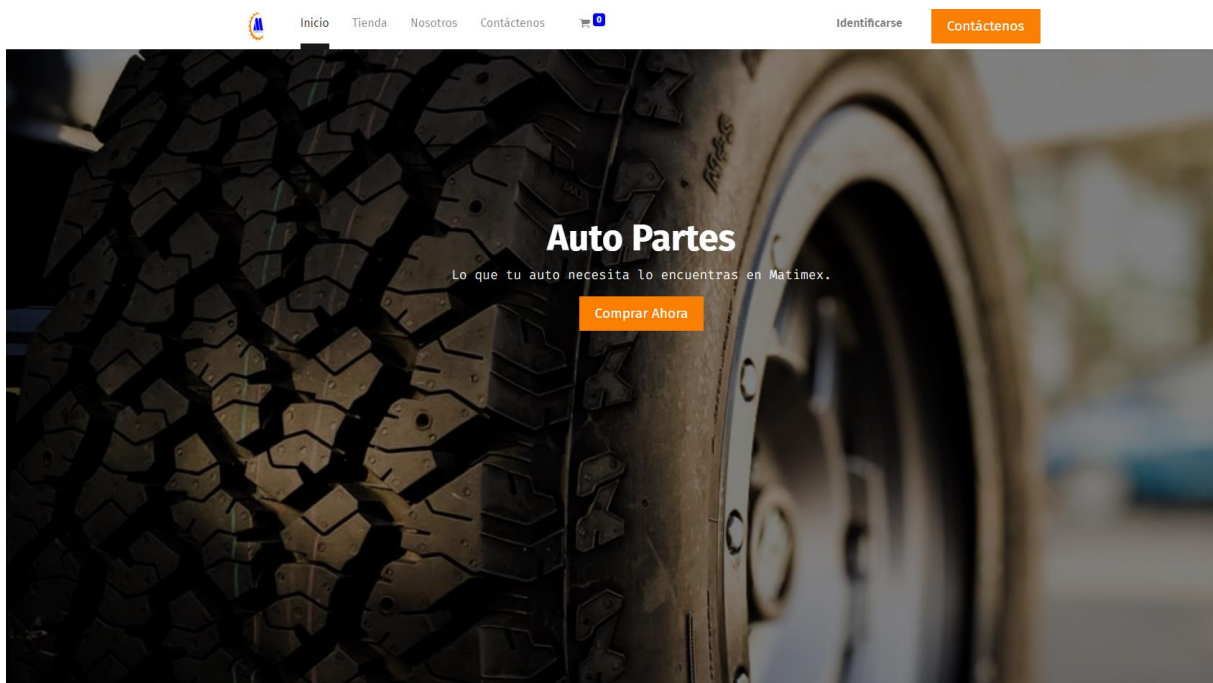 Inicio Tienda Nosotros Contáctenos 0 Identificarse Contáctenos
Auto Partes
Lo que tu auto necesita lo encuentras en Matimex.
Comprar Ahora
M+S